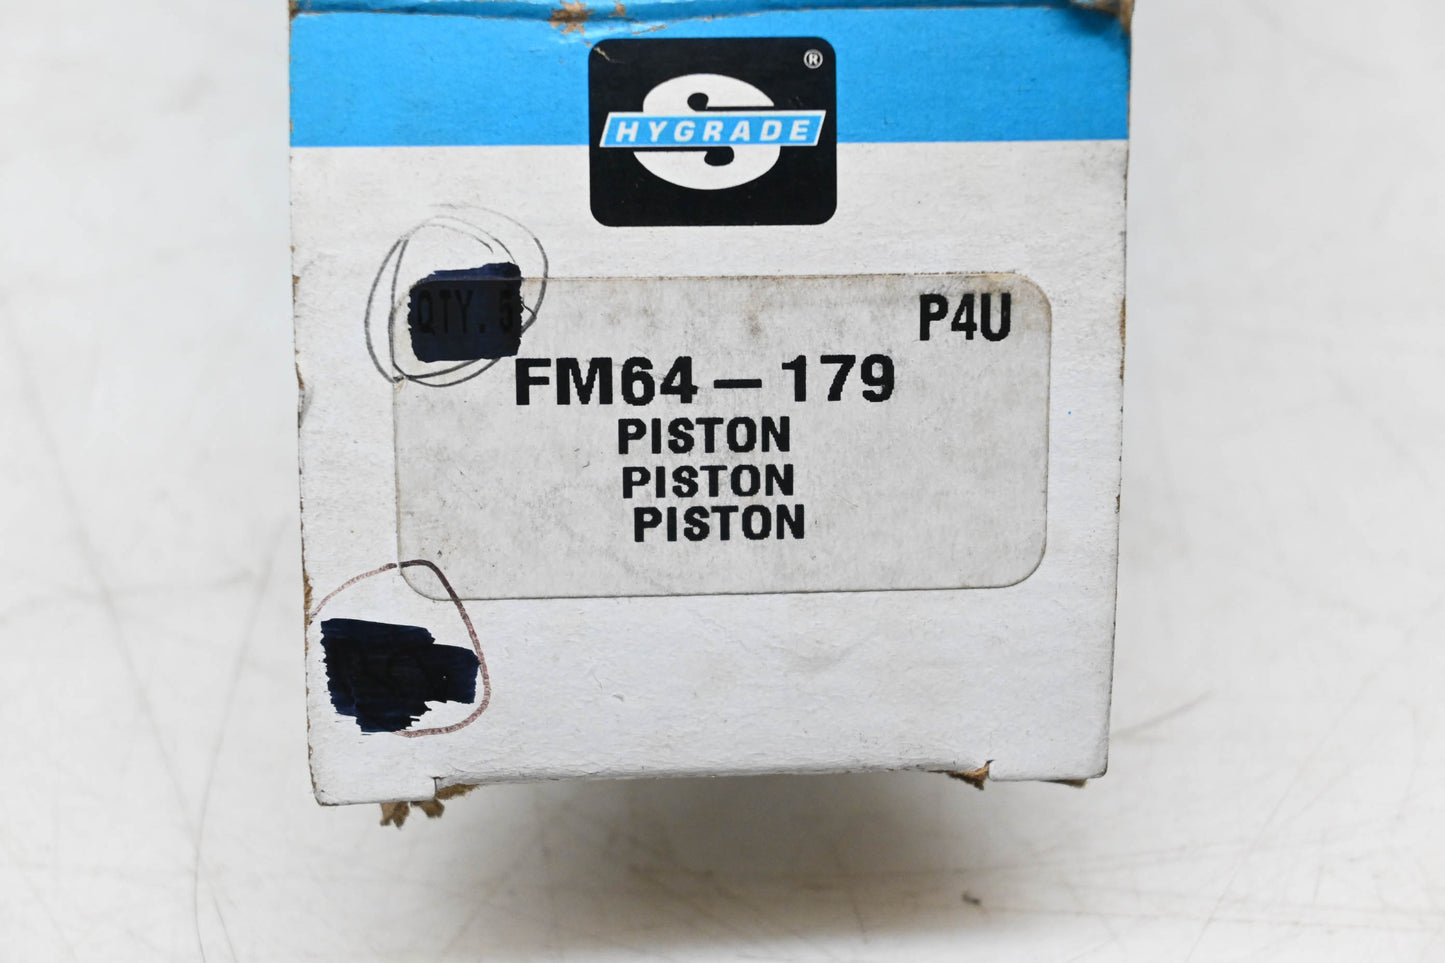 ®
S
HYGRADE
QTY. 5
P4U
FM64-179
PISTON
PISTON
PISTON